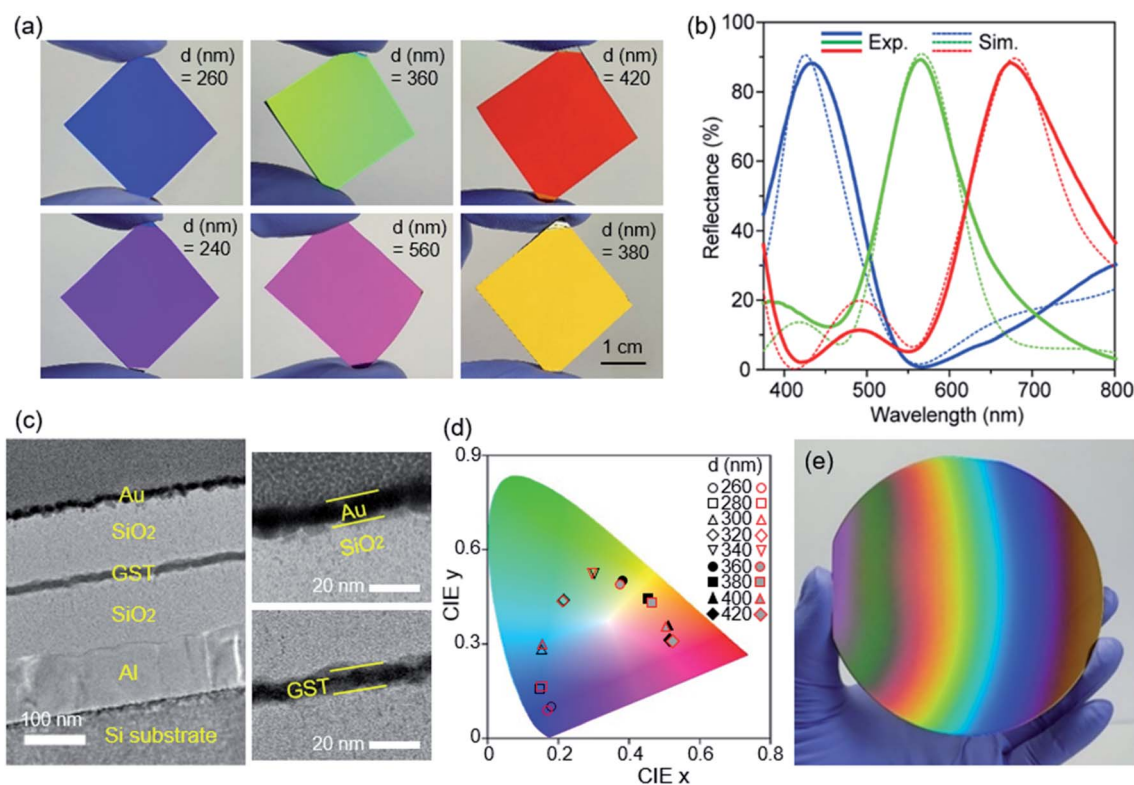 (a)
d (nm)
= 260
d (nm)
= 360
d (nm)
= 420
d (nm)
= 240
d (nm)
= 560
d (nm)
= 380
1 cm
(b)
100
80
60
40
20
0
Reflectance (%)
Exp.
Sim.
400
500
600
700
800
Wavelength (nm)
(c)
Au
SiO2
GST
SiO2
Al
100 nm
Si substrate
Au
SiO2
20 nm
GST
20 nm
(d)
0.9
0.6
0.3
0
CIE y
d (nm)
260
280
300
320
340
360
380
400
420
0
0.2
0.4
0.6
0.8
CIE x
(e)